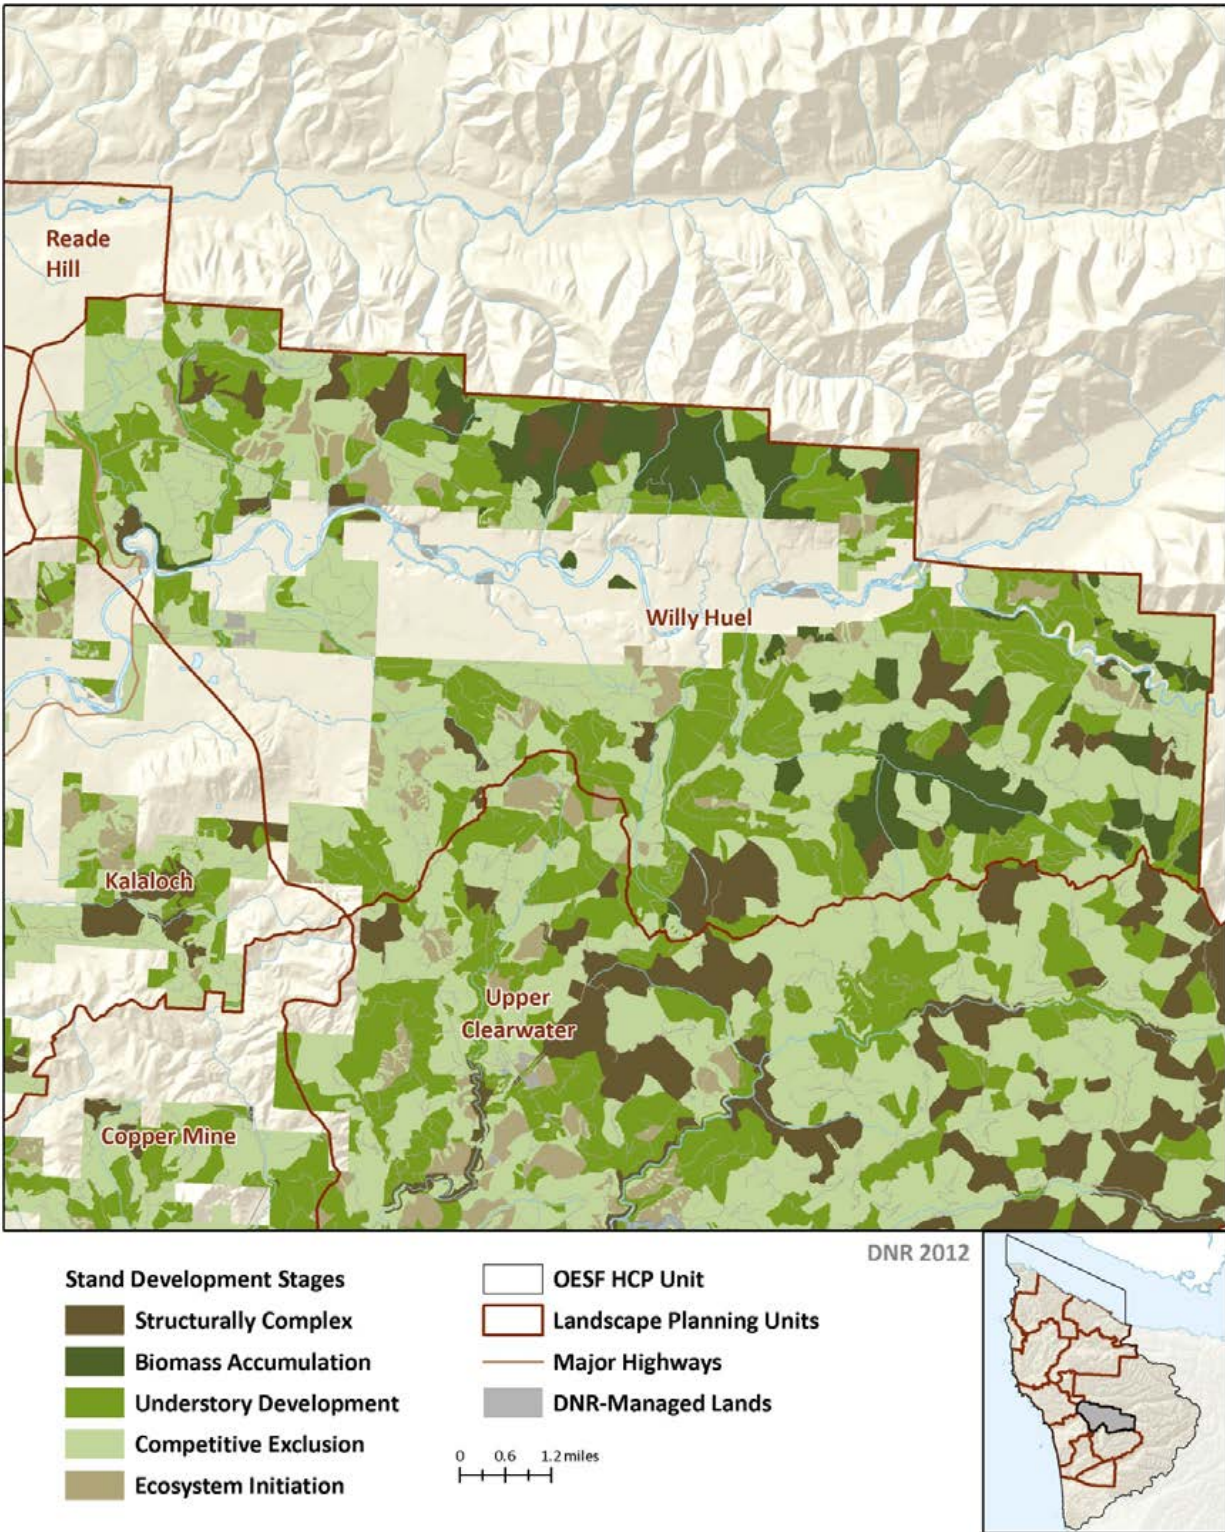 Reade
Hill
Willy Huel
Kalaloch
Upper
Clearwater
Copper Mine
DNR 2012
Stand Development Stages
Structurally Complex
Biomass Accumulation
Understory Development
Competitive Exclusion
Ecosystem Initiation
OESF HCP Unit
Landscape Planning Units
Major Highways
DNR-Managed Lands
0 0.6 1.2 miles